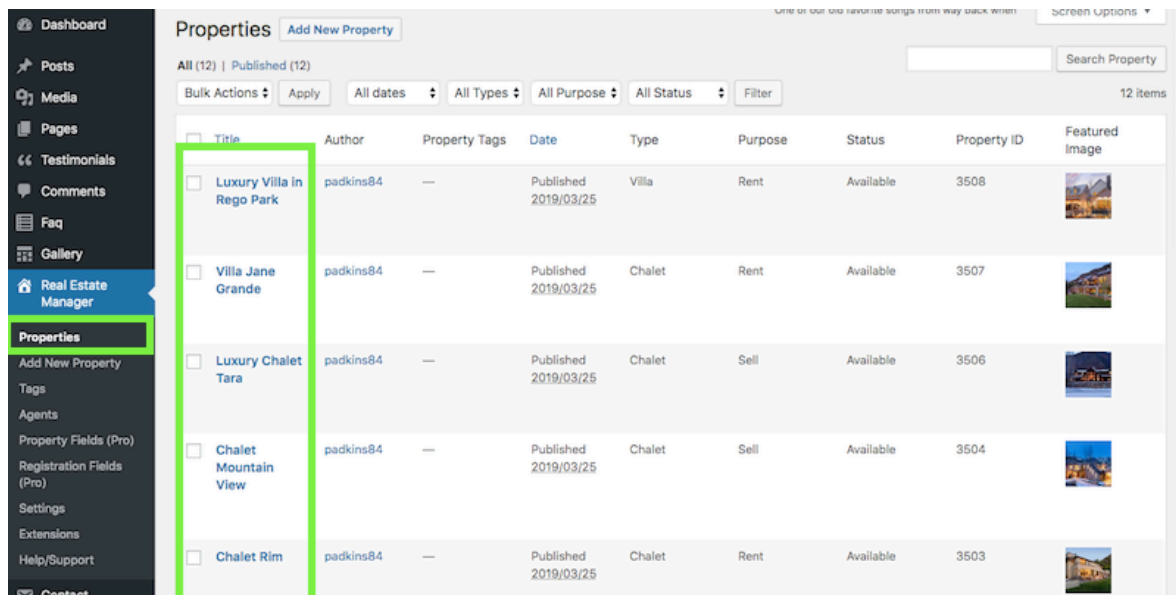 Dashboard
Posts
Media
Pages
Testimonials
Comments
Faq
Gallery
Real Estate
Manager
Properties
Add New Property
Tags
Agents
Property Fields (Pro)
Registration Fields
(Pro)
Settings
Extensions
Help/Support
Contact
One of our old favorite songs from way back when
Screen Options
Properties Add New Property
All (12) | Published (12)
Search Property
Bulk Actions Apply All dates All Types All Purpose All Status Filter 12 items
Title Author Property Tags Date Type Purpose Status Property ID Featured
Image
Luxury Villa in padkins84 — Published Villa Rent Available 3508
Rego Park 2019/03/25
Villa Jane padkins84 — Published Chalet Rent Available 3507
Grande 2019/03/25
Luxury Chalet padkins84 — Published Chalet Sell Available 3506
Tara 2019/03/25
Chalet padkins84 — Published Chalet Sell Available 3504
Mountain 2019/03/25
View
Chalet Rim padkins84 — Published Chalet Rent Available 3503
2019/03/25